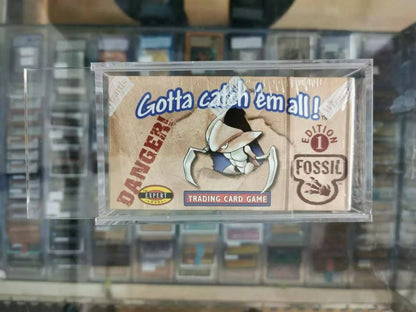 Gotta catch 'em all!
DANGER!
EDITION
1
FOSSIL
EXPERT
TRADING CARD GAME